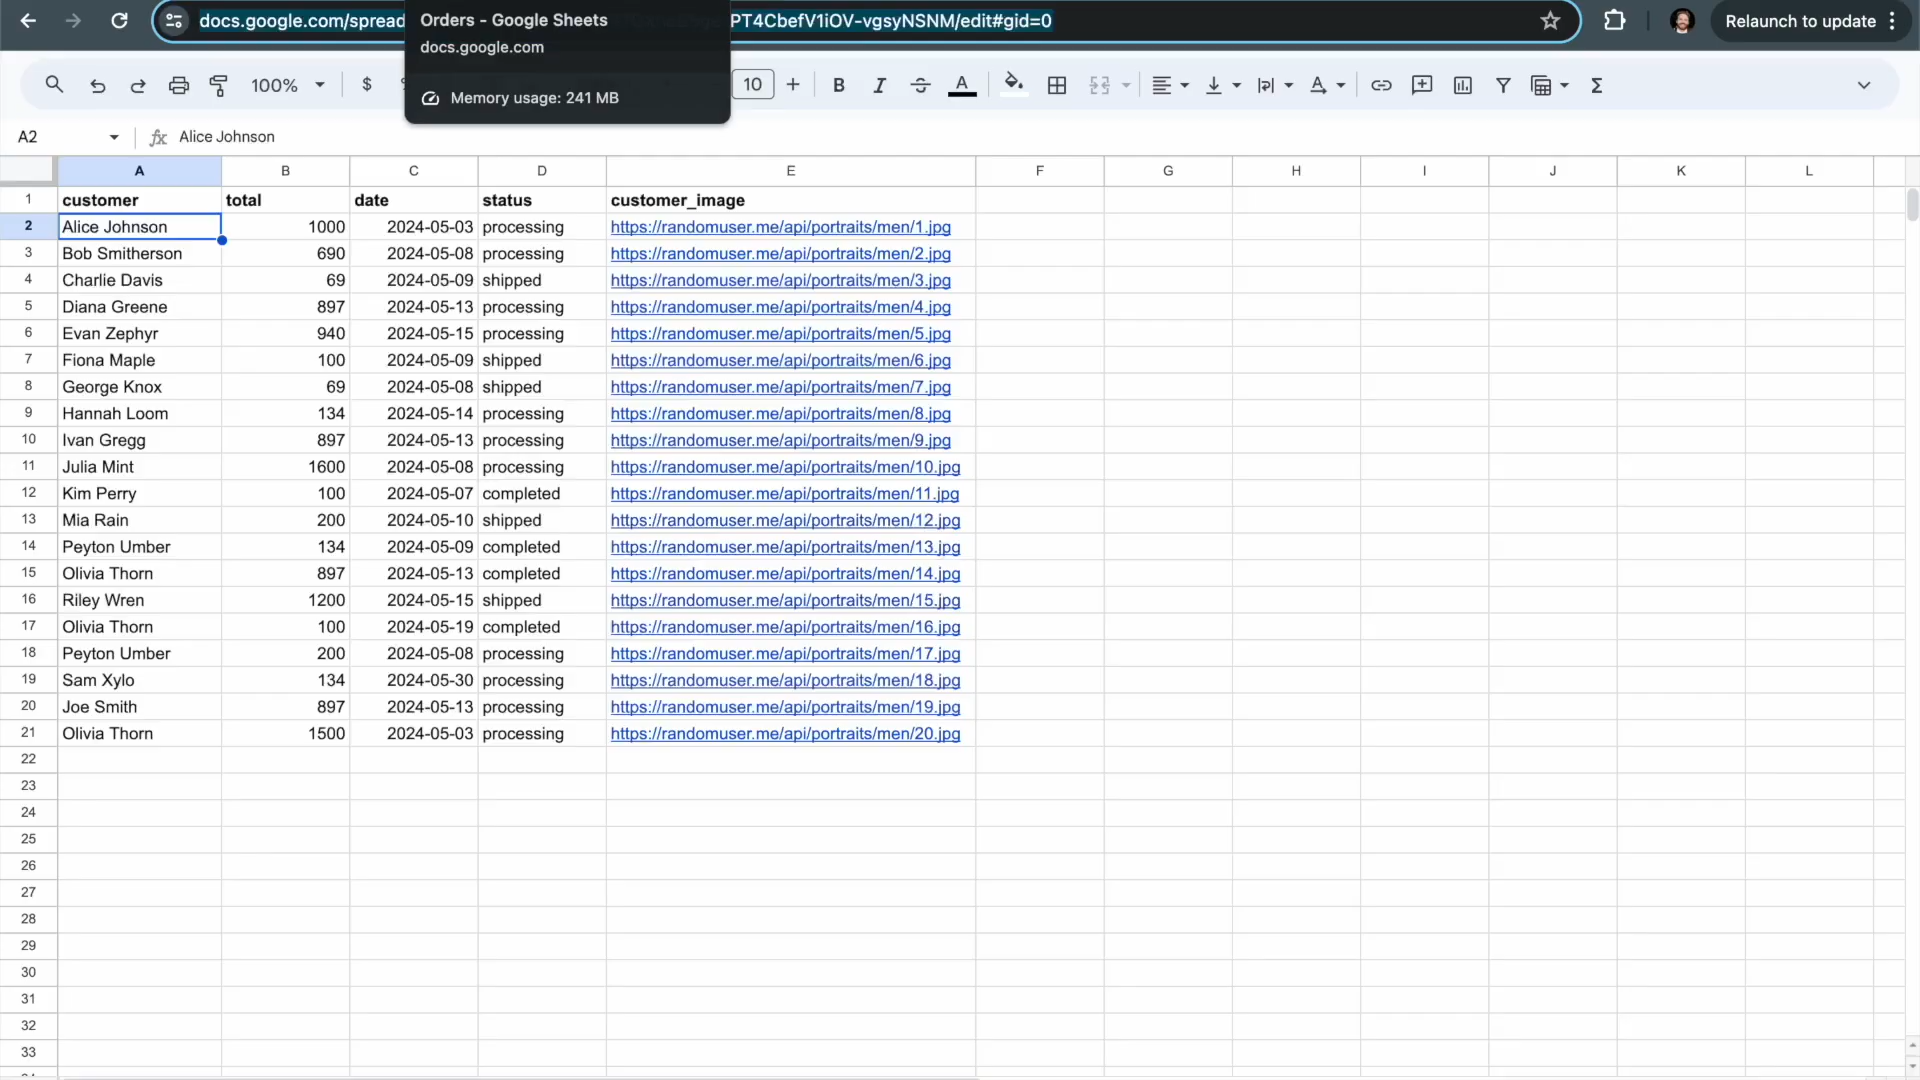 docs.google.com/spread PT4CbefV1iOV-vgsyNSNM/edit#gid=0 Relaunch to update
Orders - Google Sheets
docs.google.com
Memory usage: 241 MB
100% $ 10 B I A A Σ
A2 fx Alice Johnson
A B C D E F G H I J K L
1 customer total date status customer_image
2 Alice Johnson 1000 2024-05-03 processing https://randomuser.me/api/portraits/men/1.jpg
3 Bob Smitherson 690 2024-05-08 processing https://randomuser.me/api/portraits/men/2.jpg
4 Charlie Davis 69 2024-05-09 shipped https://randomuser.me/api/portraits/men/3.jpg
5 Diana Greene 897 2024-05-13 processing https://randomuser.me/api/portraits/men/4.jpg
6 Evan Zephyr 940 2024-05-15 processing https://randomuser.me/api/portraits/men/5.jpg
7 Fiona Maple 100 2024-05-09 shipped https://randomuser.me/api/portraits/men/6.jpg
8 George Knox 69 2024-05-08 shipped https://randomuser.me/api/portraits/men/7.jpg
9 Hannah Loom 134 2024-05-14 processing https://randomuser.me/api/portraits/men/8.jpg
10 Ivan Gregg 897 2024-05-13 processing https://randomuser.me/api/portraits/men/9.jpg
11 Julia Mint 1600 2024-05-08 processing https://randomuser.me/api/portraits/men/10.jpg
12 Kim Perry 100 2024-05-07 completed https://randomuser.me/api/portraits/men/11.jpg
13 Mia Rain 200 2024-05-10 shipped https://randomuser.me/api/portraits/men/12.jpg
14 Peyton Umber 134 2024-05-09 completed https://randomuser.me/api/portraits/men/13.jpg
15 Olivia Thorn 897 2024-05-13 completed https://randomuser.me/api/portraits/men/14.jpg
16 Riley Wren 1200 2024-05-15 shipped https://randomuser.me/api/portraits/men/15.jpg
17 Olivia Thorn 100 2024-05-19 completed https://randomuser.me/api/portraits/men/16.jpg
18 Peyton Umber 200 2024-05-08 processing https://randomuser.me/api/portraits/men/17.jpg
19 Sam Xylo 134 2024-05-30 processing https://randomuser.me/api/portraits/men/18.jpg
20 Joe Smith 897 2024-05-13 processing https://randomuser.me/api/portraits/men/19.jpg
21 Olivia Thorn 1500 2024-05-03 processing https://randomuser.me/api/portraits/men/20.jpg
22
23
24
25
26
27
28
29
30
31
32
33